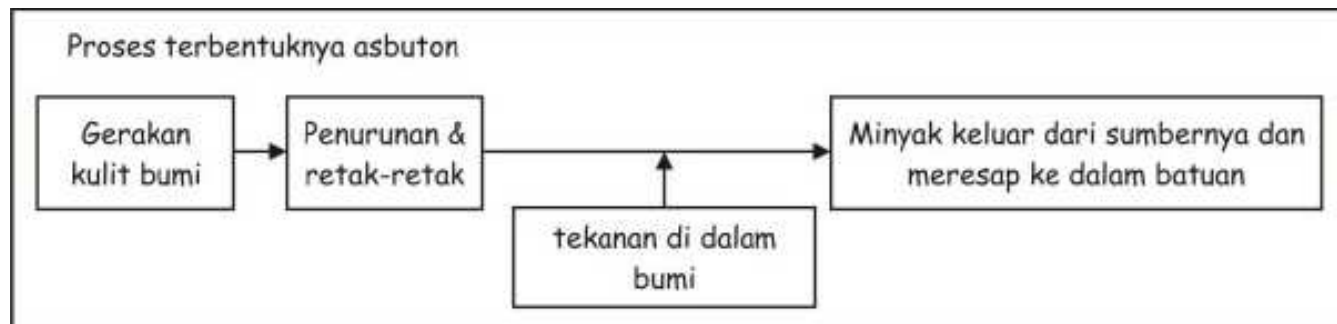 Proses terbentuknya asbuton
Gerakan
kulit bumi
Penurunan &
retak-retak
tekanan di dalam
bumi
Minyak keluar dari sumbernya dan
meresap ke dalam batuan